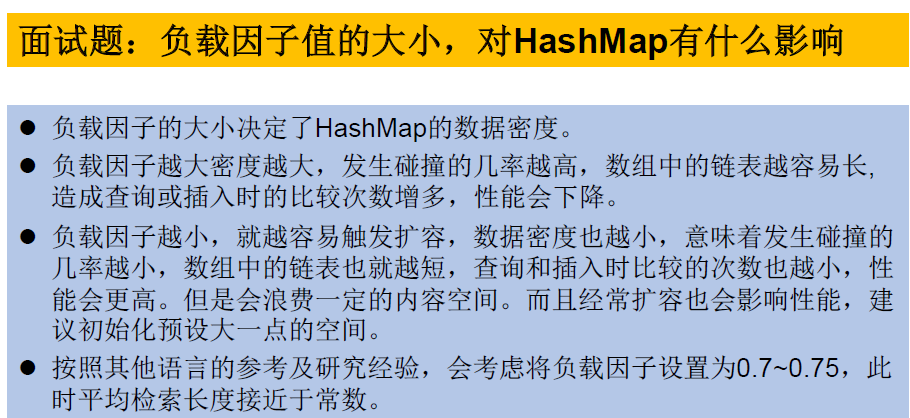 面试题：负载因子值的大小，对HashMap有什么影响
● 负载因子的大小决定了HashMap的数据密度。
● 负载因子越大密度越大，发生碰撞的几率越高，数组中的链表越容易长,
造成查询或插入时的比较次数增多，性能会下降。
● 负载因子越小，就越容易触发扩容，数据密度也越小，意味着发生碰撞的
几率越小，数组中的链表也就越短，查询和插入时比较的次数也越小，性
能会更高。但是会浪费一定的内容空间。而且经常扩容也会影响性能，建
议初始化预设大一点的空间。
● 按照其他语言的参考及研究经验，会考虑将负载因子设置为0.7~0.75，此
时平均检索长度接近于常数。